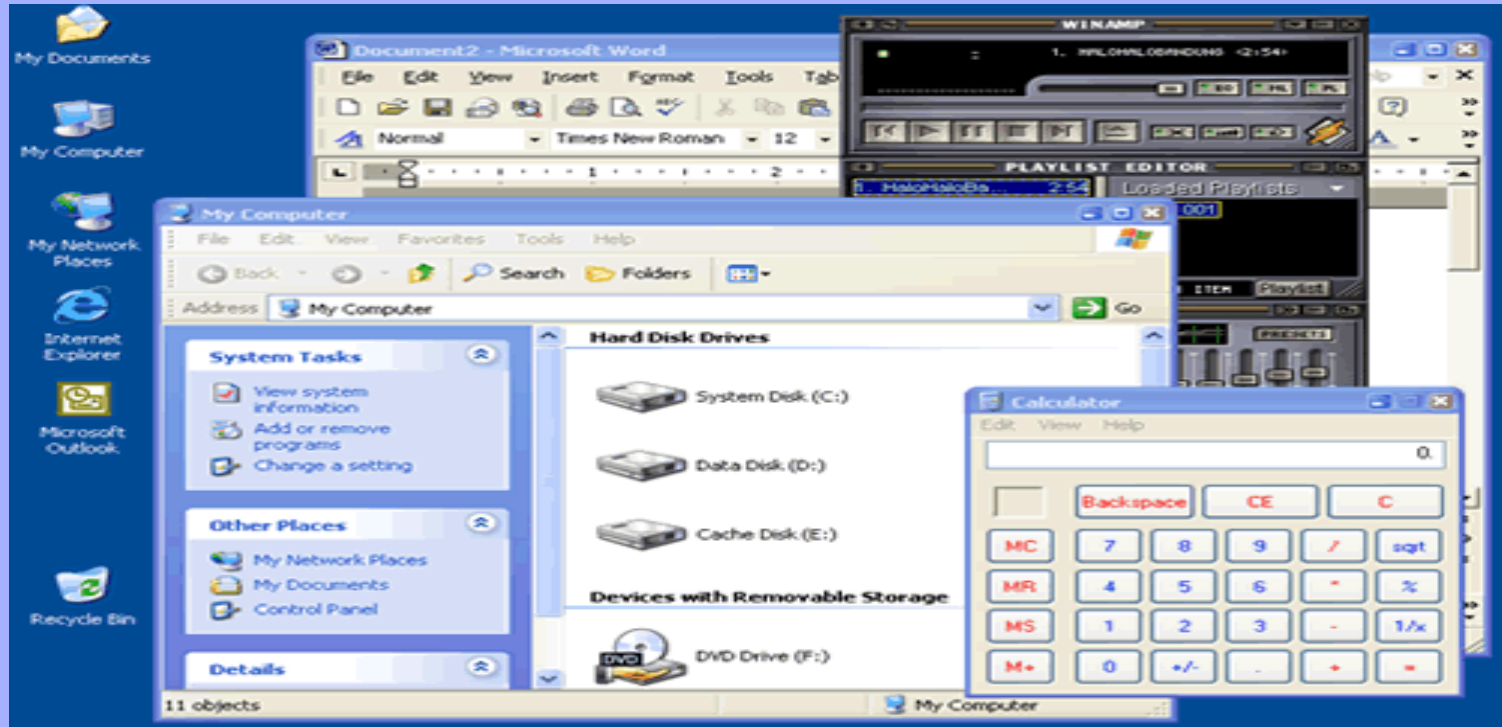 My Documents
My Computer
My Network
Places
Internet
Explorer
Microsoft
Outlook
Recycle Bin
Document2 - Microsoft Word
File Edit View Insert Format Tools Tab
Normal Times New Roman 12
1 2
WINAMP
1. HALOHALOBANDUNG <2:54>
PLAYLIST EDITOR
1. HaloHaloBa... 2:54 Loaded Playlists
001
ITEM Playlist
PRESETS
My Computer
File Edit View Favorites Tools Help
Back Search Folders
Address My Computer Go
System Tasks
View system
information
Add or remove
programs
Change a setting
Other Places
My Network Places
My Documents
Control Panel
Details
Hard Disk Drives
System Disk (C:)
Data Disk (D:)
Cache Disk (E:)
Devices with Removable Storage
DVD
DVD Drive (F:)
11 objects My Computer
Calculator
Edit View Help
0.
Backspace CE C
MC 7 8 9 / sqrt
MR 4 5 6 * %
MS 1 2 3 - 1/x
M+ 0 +/- . + =